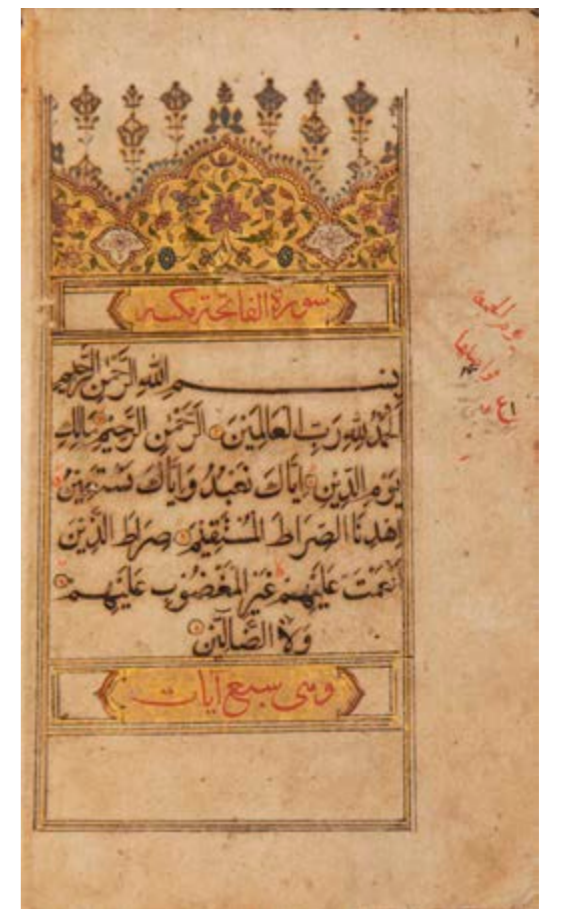 سورة الفاتحة مكية
بسم الله الرحمن الرحيم
الحمد لله رب العالمين الرحمن الرحيم مالك
يوم الدين اياك نعبد واياك نستعين
اهدنا الصراط المستقيم صراط الذين
انعمت عليهم غير المغضوب عليهم
ولا الضالين
وهي سبع ايات